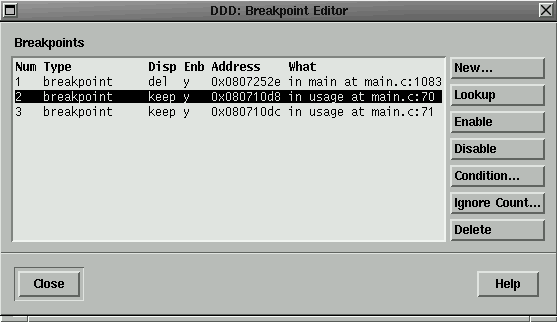 DDD: Breakpoint Editor
Breakpoints
Num Type breakpoint Disp Enb Address What
1 breakpoint del y 0x0807252e in main at main.c:1083
2 breakpoint keep y 0x080710d8 in usage at main.c:70
3 breakpoint keep y 0x080710dc in usage at main.c:71
New...
Lookup
Enable
Disable
Condition...
Ignore Count...
Delete
Close
Help